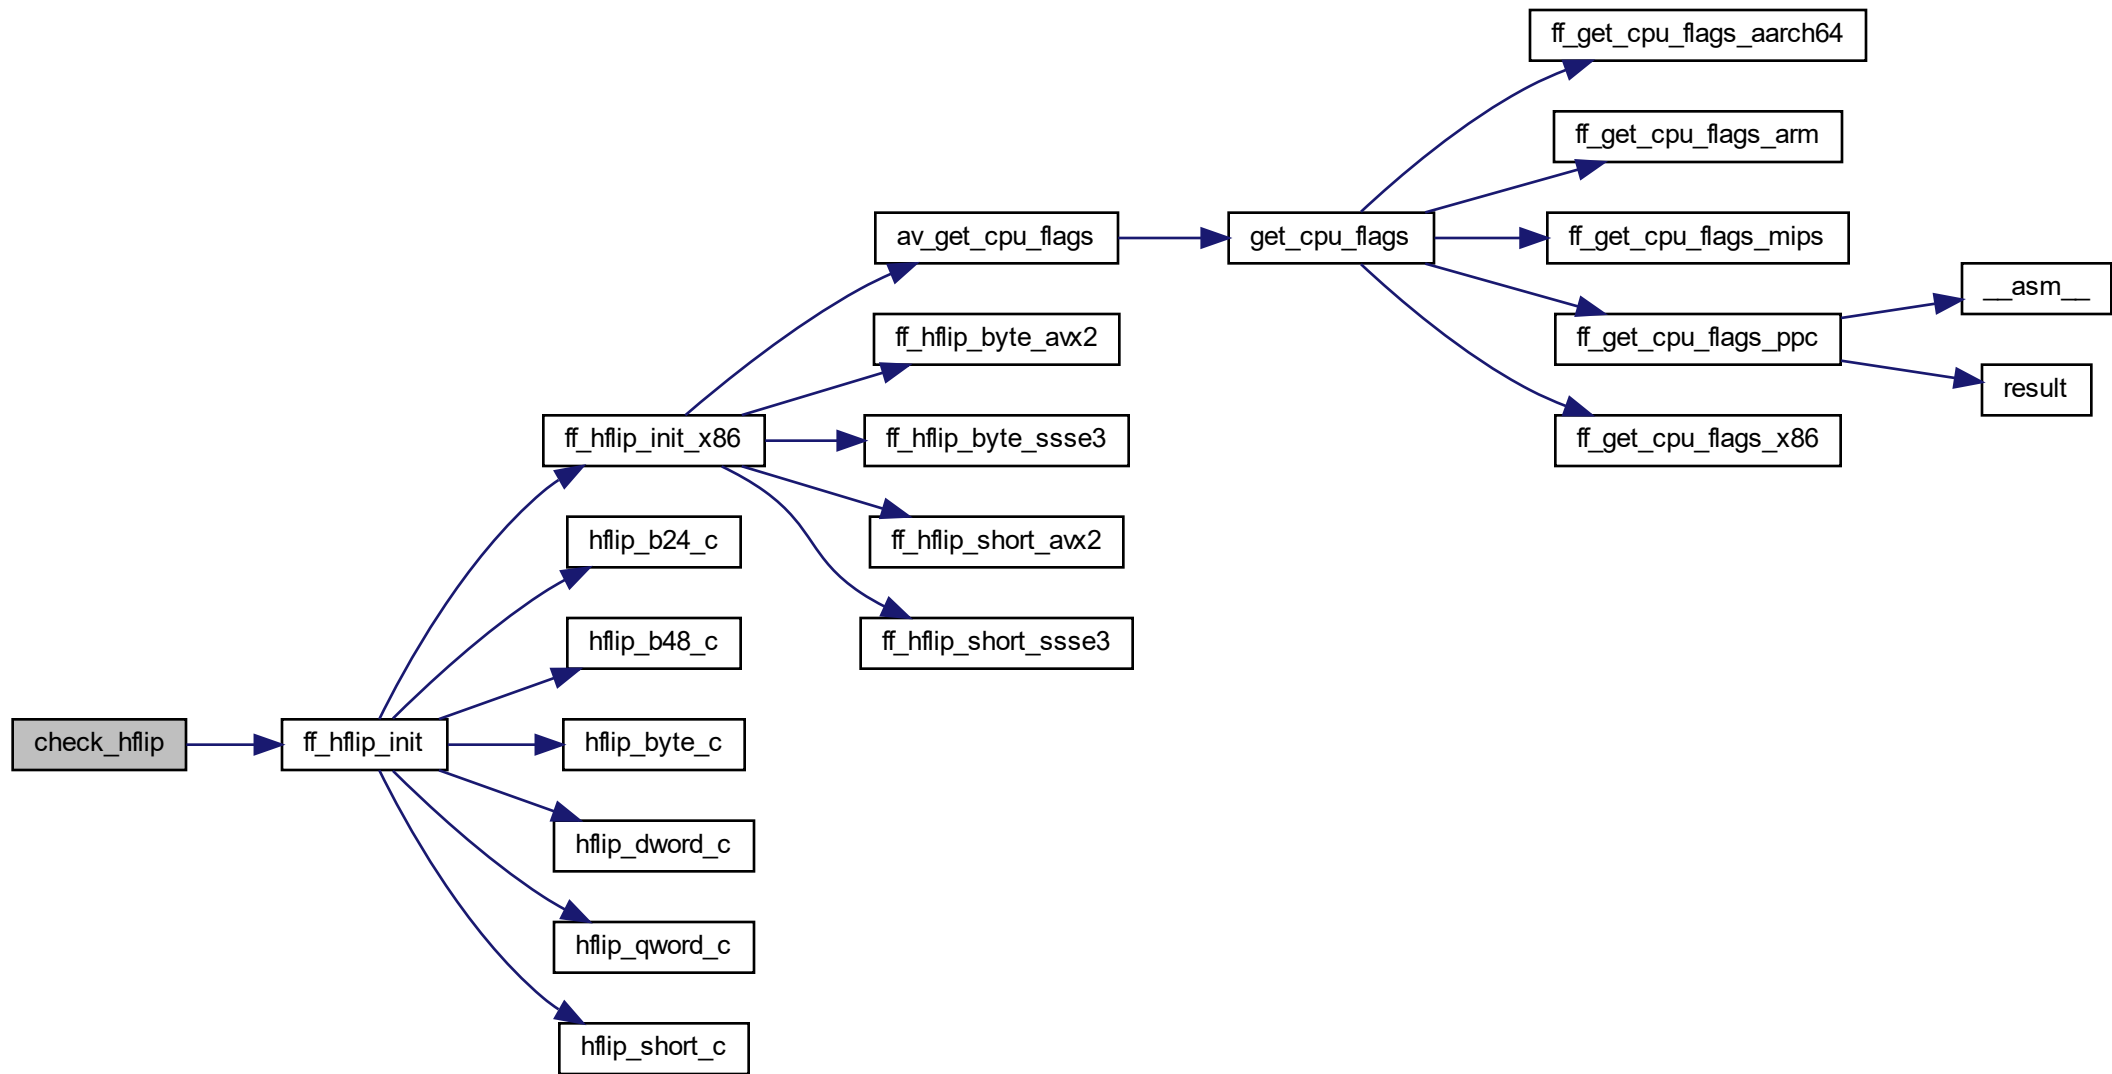 ff_get_cpu_flags_aarch64
ff_get_cpu_flags_arm
av_get_cpu_flags
get_cpu_flags
ff_get_cpu_flags_mips
__asm__
ff_hflip_byte_avx2
ff_get_cpu_flags_ppc
result
ff_hflip_init_x86
ff_hflip_byte_ssse3
ff_get_cpu_flags_x86
hflip_b24_c
ff_hflip_short_avx2
hflip_b48_c
ff_hflip_short_ssse3
check_hflip
ff_hflip_init
hflip_byte_c
hflip_dword_c
hflip_qword_c
hflip_short_c